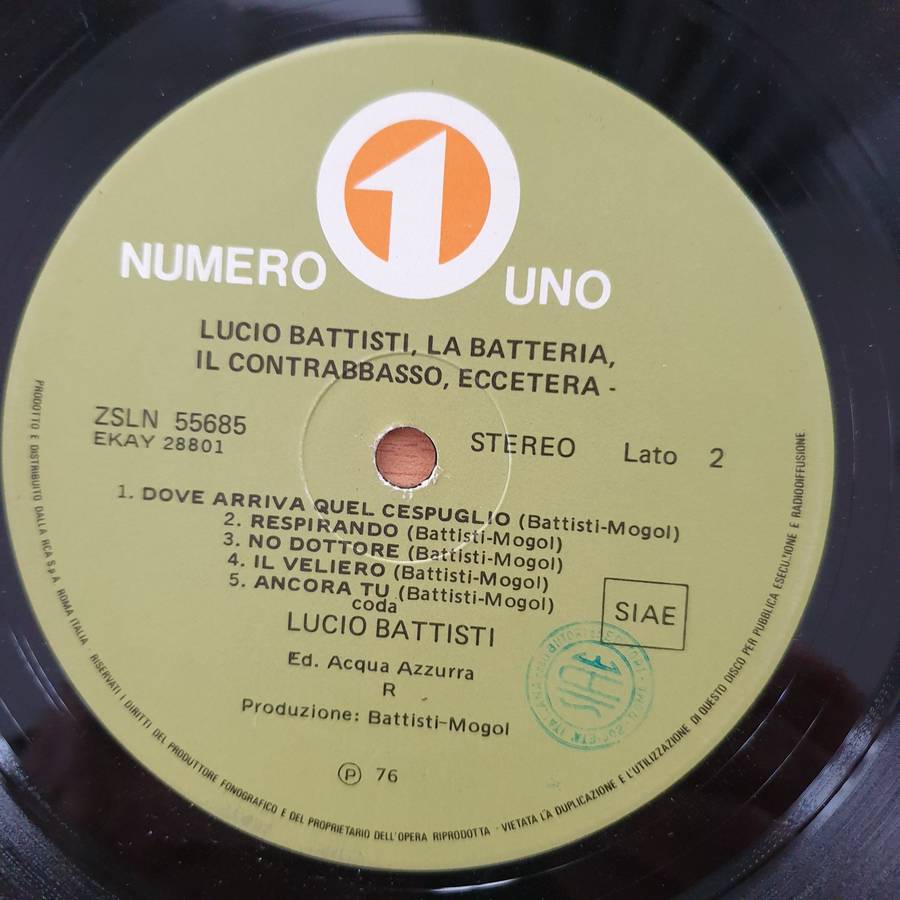 1
NUMERO UNO
LUCIO BATTISTI, LA BATTERIA,
IL CONTRABBASSO, ECCETERA -
ZSLN 55685
EKAY 28801
STEREO Lato 2
1. DOVE ARRIVA QUEL CESPUGLIO (Battisti-Mogol)
2. RESPIRANDO (Battisti-Mogol)
3. NO DOTTORE (Battisti-Mogol)
4. IL VELIERO (Battisti-Mogol)
5. ANCORA TU (Battisti-Mogol)
coda
LUCIO BATTISTI
SIAE
Ed. Acqua Azzurra
R
Produzione: Battisti-Mogol
Ⓟ 76
SIAE
PRODOTTO E DISTRIBUITO DALLA RCA S.p.A ROMA ITALIA - RISERVATI I DIRITTI DEL PRODUTTORE FONOGRAFICO E DEL PROPRIETARIO DELL'OPERA RIPRODOTTA - VIETATA LA DUPLICAZIONE E L'UTILIZZAZIONE DI QUESTO DISCO PER PUBBLICA ESECUZIONE E RADIODIFFUSIONE